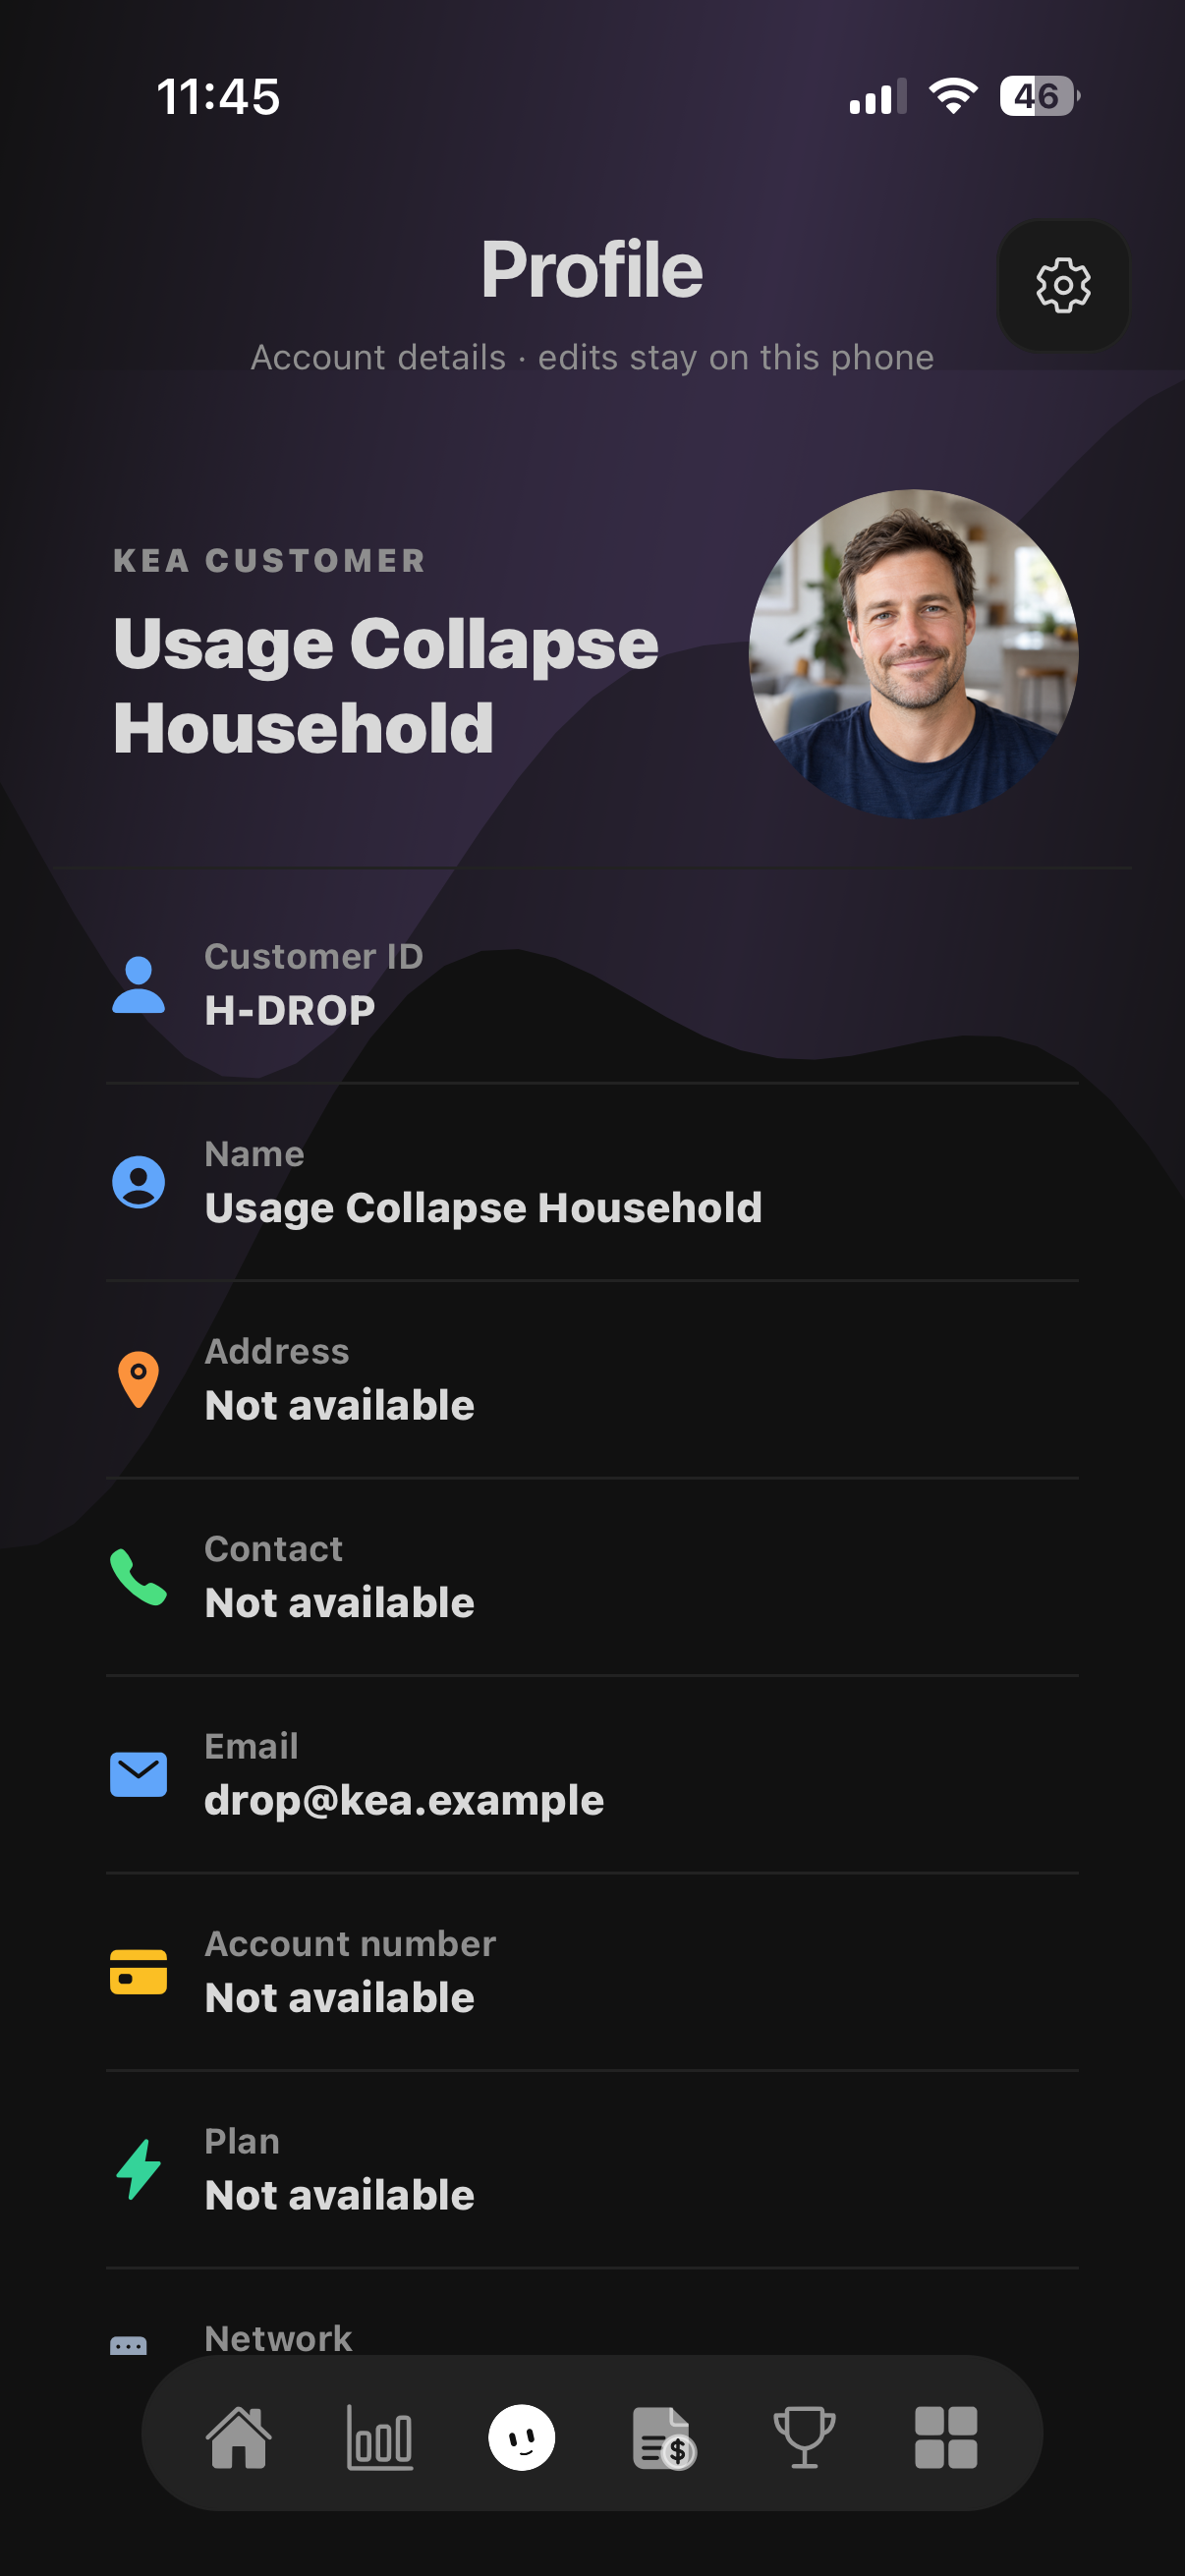 11:45
46
Profile
Account details · edits stay on this phone
KEA CUSTOMER
Usage Collapse
Household
Customer ID
H-DROP
Name
Usage Collapse Household
Address
Not available
Contact
Not available
Email
drop@kea.example
Account number
Not available
Plan
Not available
Network
$